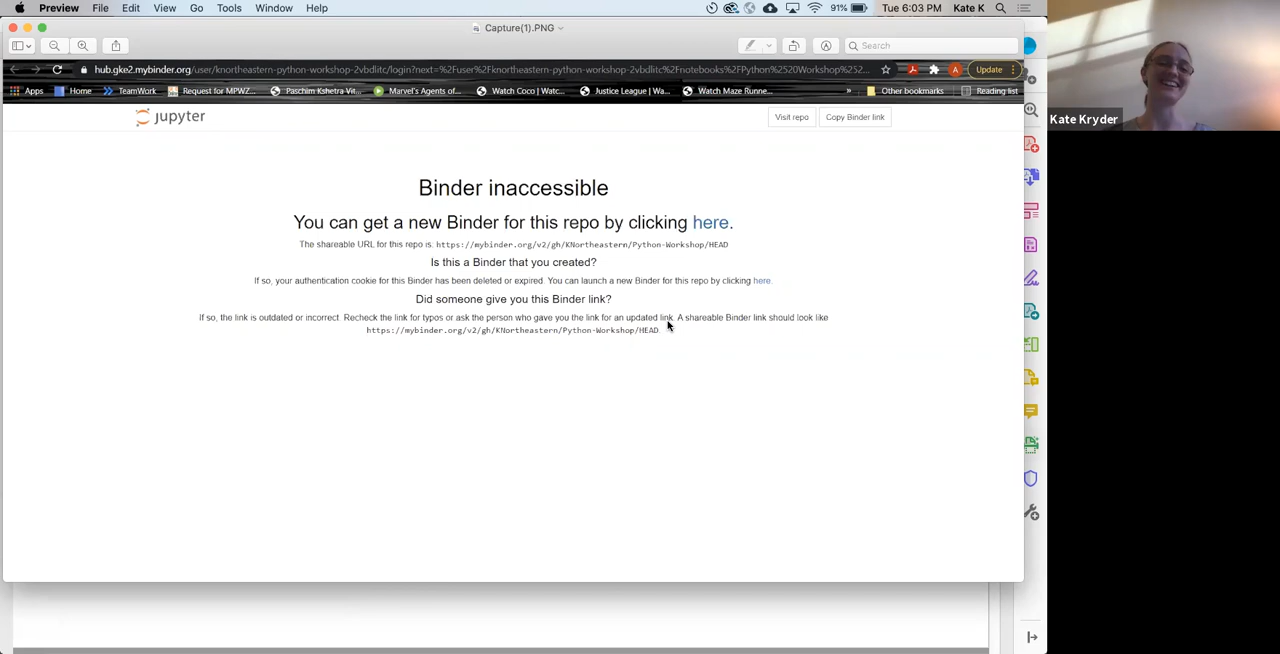 Preview File Edit View Go Tools Window Help 91% Tue 6:03 PM Kate K
Capture(1).PNG
Search
hub.gke2.mybinder.org/user/knortheastern-python-workshop-2vbdlitc/login?next=%2Fuser%2Fknortheastern-python-workshop-2vbdlitc%2Fnotebooks%2FPython%2520Workshop%252... A Update
Apps Home TeamWork Request for MPWZ... Paschim Kshetra-Vit... Marvel's Agents of... Watch Coco | Watc... Justice League | Wa... Watch Maze Runne... » Other bookmarks Reading list
jupyter Visit repo Copy Binder link
Kate Kryder
Binder inaccessible
You can get a new Binder for this repo by clicking here.
The shareable URL for this repo is: https://mybinder.org/v2/gh/KNortheastern/Python-Workshop/HEAD
Is this a Binder that you created?
If so, your authentication cookie for this Binder has been deleted or expired. You can launch a new Binder for this repo by clicking here.
Did someone give you this Binder link?
If so, the link is outdated or incorrect. Recheck the link for typos or ask the person who gave you the link for an updated link. A shareable Binder link should look like
https://mybinder.org/v2/gh/KNortheastern/Python-Workshop/HEAD